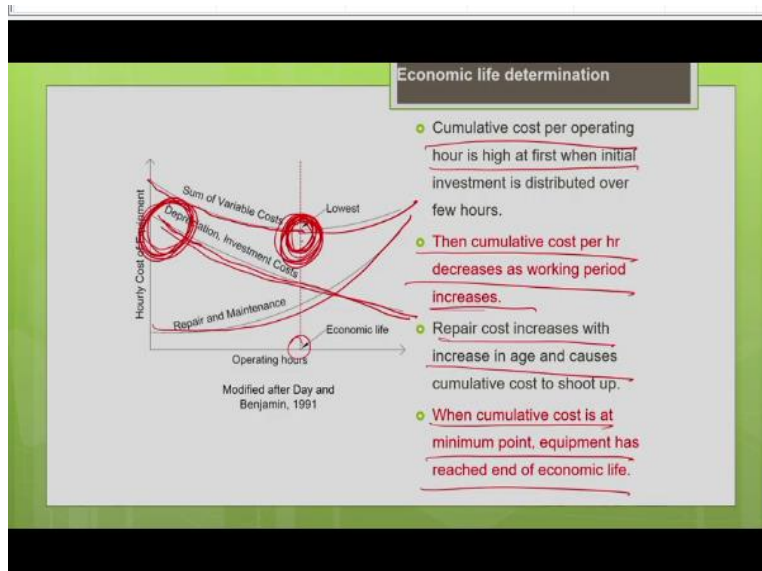 Economic life determination
Cumulative cost per operating
hour is high at first when initial
investment is distributed over
few hours.
Then cumulative cost per hr
decreases as working period
increases.
Repair cost increases with
increase in age and causes
cumulative cost to shoot up.
When cumulative cost is at
minimum point, equipment has
reached end of economic life.
Hourly Cost of Equipment
Sum of Variable Costs
Lowest
Depreciation, Investment Costs
Repair and Maintenance
Economic life
Operating hours
Modified after Day and
Benjamin, 1991